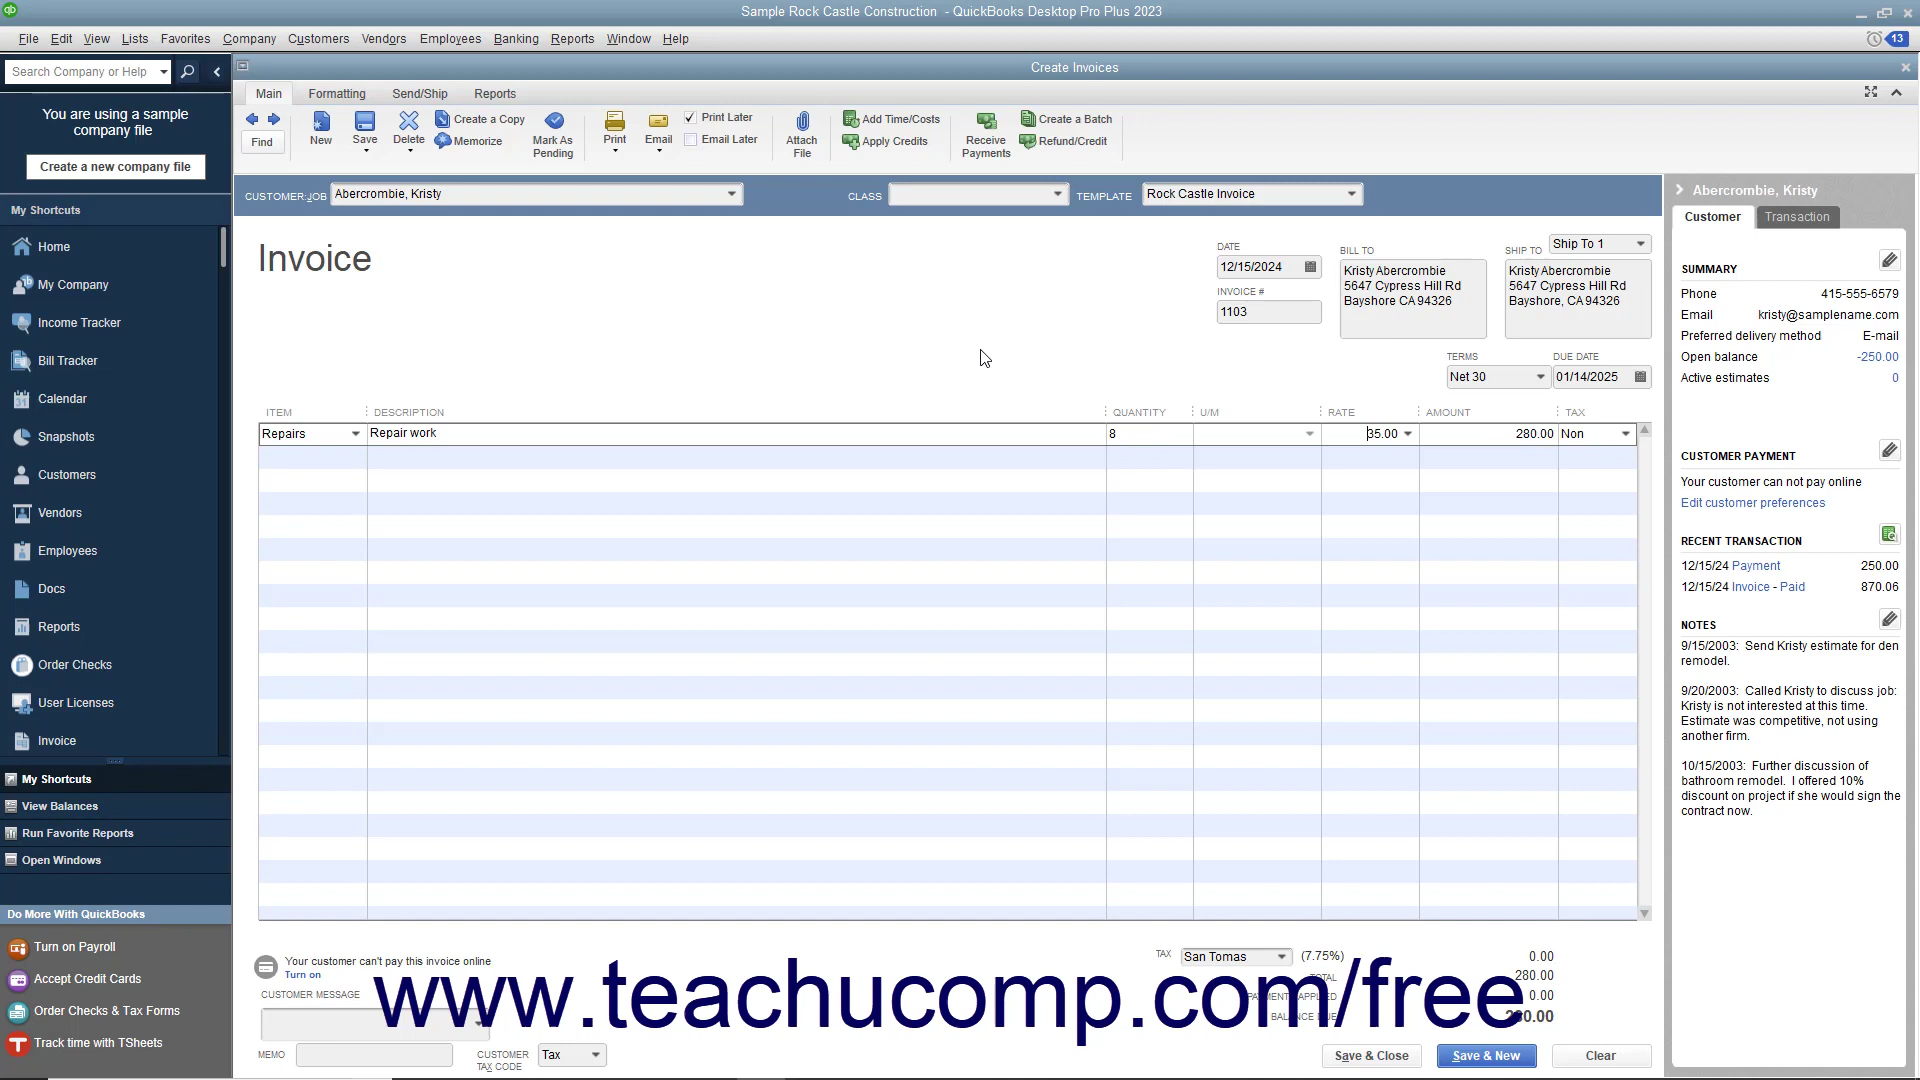 Sample Rock Castle Construction - QuickBooks Desktop Pro Plus 2023
File Edit View Lists Favorites Company Customers Vendors Employees Banking Reports Window Help
13
Search Company or Help
Create Invoices
You are using a sample
company file
Create a new company file
Main Formatting Send/Ship Reports
Find
New
Save
Delete
Create a Copy
Memorize
Mark As
Pending
Print
Email
Print Later
Email Later
Attach
File
Add Time/Costs
Apply Credits
Receive
Payments
Create a Batch
Refund/Credit
My Shortcuts
Home
My Company
Income Tracker
Bill Tracker
Calendar
Snapshots
Customers
Vendors
Employees
Docs
Reports
Order Checks
User Licenses
Invoice
My Shortcuts
View Balances
Run Favorite Reports
Open Windows
Do More With QuickBooks
Turn on Payroll
Accept Credit Cards
Order Checks & Tax Forms
Track time with TSheets
CUSTOMER:JOB Abercrombie, Kristy CLASS TEMPLATE Rock Castle Invoice
Invoice
DATE
12/15/2024
INVOICE #
1103
BILL TO
Kristy Abercrombie
5647 Cypress Hill Rd
Bayshore CA 94326
SHIP TO Ship To 1
Kristy Abercrombie
5647 Cypress Hill Rd
Bayshore, CA 94326
TERMS
Net 30
DUE DATE
01/14/2025
ITEM DESCRIPTION QUANTITY U/M RATE AMOUNT TAX
Repairs Repair work 8 35.00 280.00 Non
Your customer can't pay this invoice online
Turn on
CUSTOMER MESSAGE
MEMO
CUSTOMER
TAX CODE
Tax
TAX San Tomas (7.75%) 0.00
TOTAL 280.00
PAYMENTS APPLIED 0.00
BALANCE DUE 280.00
www.teachucomp.com/free
Save & Close Save & New Clear
Abercrombie, Kristy
Customer Transaction
SUMMARY
Phone 415-555-6579
Email kristy@samplename.com
Preferred delivery method E-mail
Open balance -250.00
Active estimates 0
CUSTOMER PAYMENT
Your customer can not pay online
Edit customer preferences
RECENT TRANSACTION
12/15/24 Payment 250.00
12/15/24 Invoice - Paid 870.06
NOTES
9/15/2003: Send Kristy estimate for den
remodel.
9/20/2003: Called Kristy to discuss job:
Kristy is not interested at this time.
Estimate was competitive, not using
another firm.
10/15/2003: Further discussion of
bathroom remodel. I offered 10%
discount on project if she would sign the
contract now.